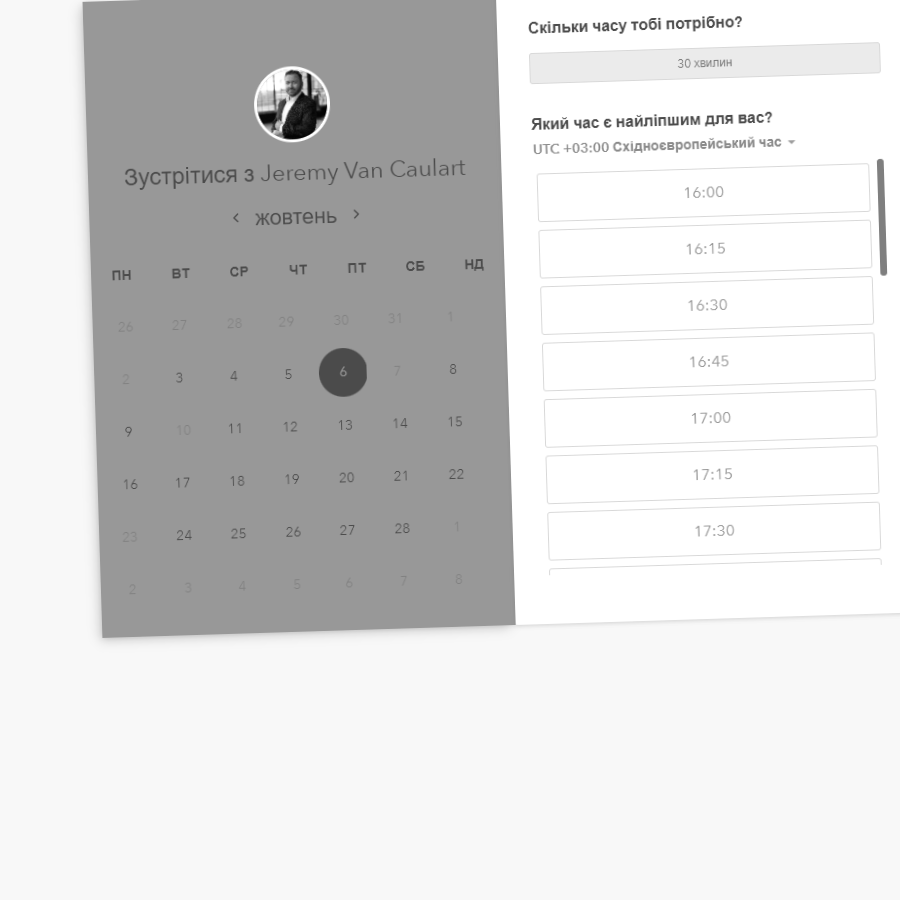 Зустрітися з Jeremy Van Caulart
жовтень
ПН ВТ СР ЧТ ПТ СБ НД
26 27 28 29 30 31 1
2 3 4 5 6 7 8
9 10 11 12 13 14 15
16 17 18 19 20 21 22
23 24 25 26 27 28 1
2 3 4 5 6 7 8
Скільки часу тобі потрібно?
30 хвилин
Який час є найліпшим для вас?
UTC +03:00 Східноєвропейський час
16:00
16:15
16:30
16:45
17:00
17:15
17:30